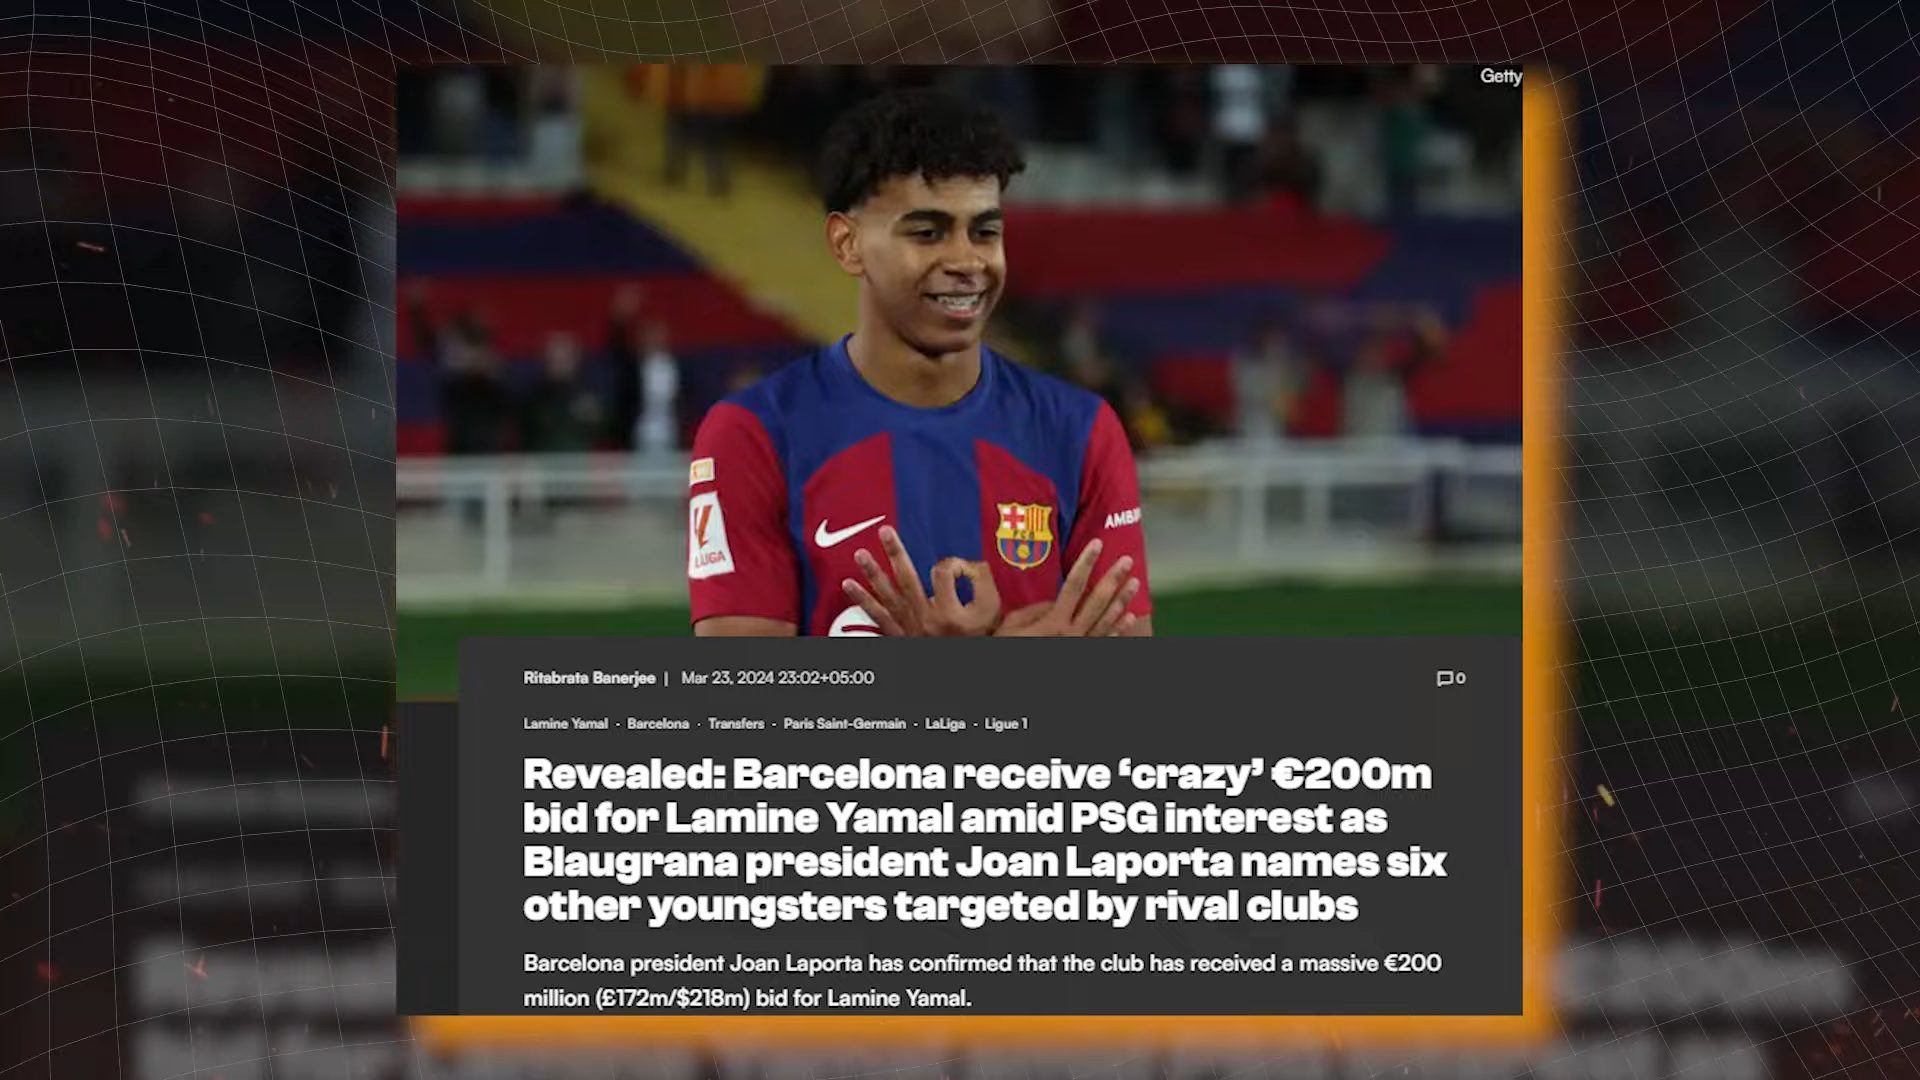 Getty
LALIGA
AMBI
FCB
Ritabrata Banerjee | Mar 23, 2024 23:02+05:00
0
Lamine Yamal · Barcelona · Transfers · Paris Saint-Germain · LaLiga · Ligue 1
Revealed: Barcelona receive ‘crazy’ €200m
bid for Lamine Yamal amid PSG interest as
Blaugrana president Joan Laporta names six
other youngsters targeted by rival clubs
Barcelona president Joan Laporta has confirmed that the club has received a massive €200
million (£172m/$218m) bid for Lamine Yamal.